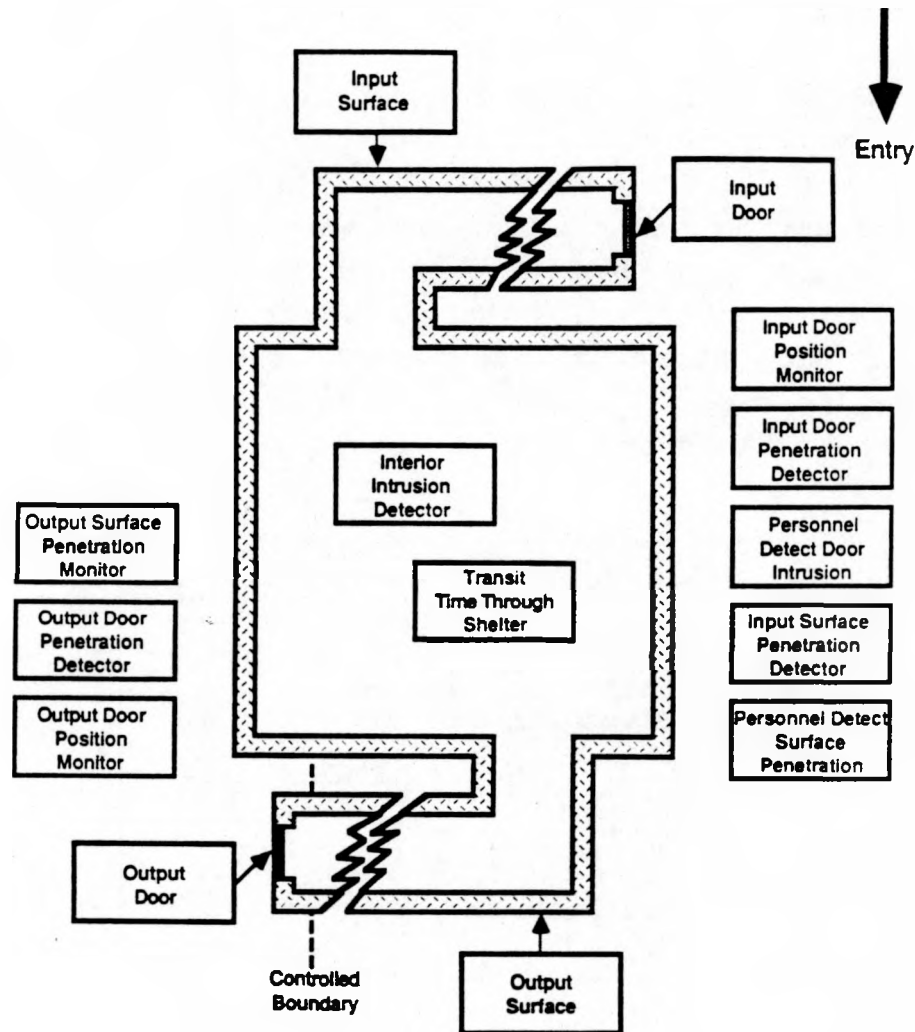 Input
Surface
Entry
Input
Door
Input Door
Position
Monitor
Input Door
Penetration
Detector
Interior
Intrusion
Detector
Output Surface
Penetration
Monitor
Personnel
Detect Door
Intrusion
Transit
Time Through
Shelter
Output Door
Penetration
Detector
Input Surface
Penetration
Detector
Output Door
Position
Monitor
Personnel Detect
Surface
Penetration
Output
Door
Controlled
Boundary
Output
Surface